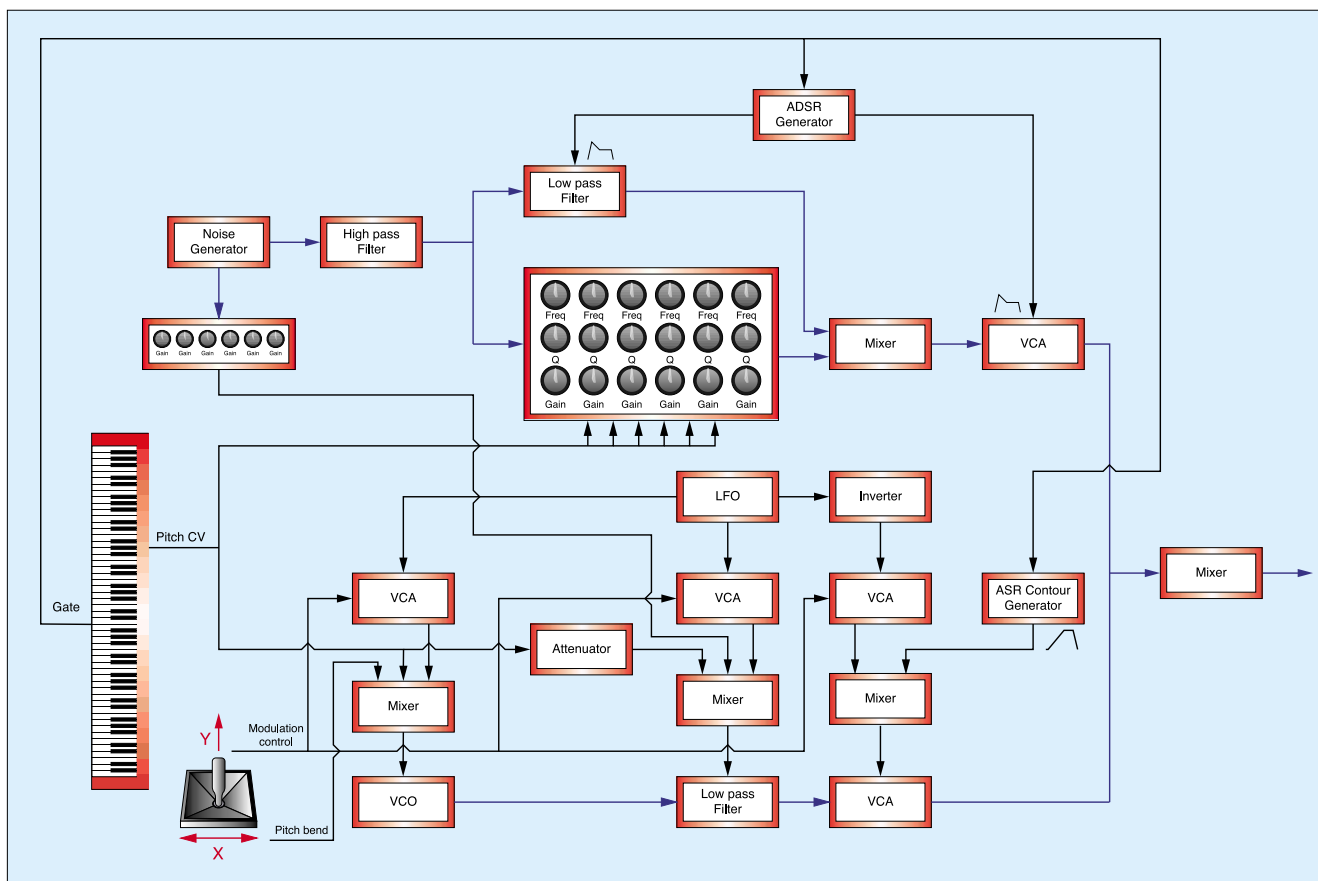 ADSR
Generator
Low pass
Filter
Noise
Generator
High pass
Filter
Freq Freq Freq Freq Freq Freq
Q Q Q Q Q Q
Gain Gain Gain Gain Gain Gain
Gain Gain Gain Gain Gain Gain
Mixer
VCA
LFO
Inverter
Pitch CV
Gate
VCA
VCA
VCA
ASR Contour
Generator
Mixer
Attenuator
Mixer
Mixer
Mixer
Modulation
control
Y
X
Pitch bend
VCO
Low pass
Filter
VCA